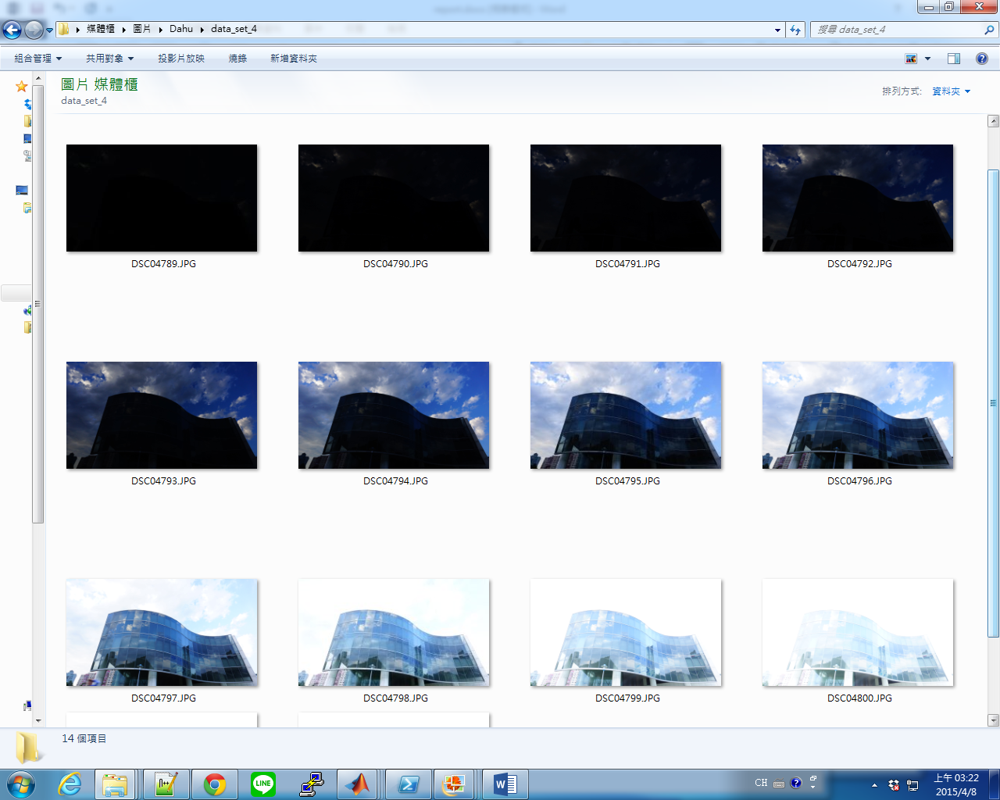 媒體櫃 圖片 Dahu data_set_4
搜尋 data_set_4
組合管理 共用對象 投影片放映 燒錄 新增資料夾
圖片 媒體櫃
data_set_4
排列方式: 資料夾
DSC04789.JPG DSC04790.JPG DSC04791.JPG DSC04792.JPG
DSC04793.JPG DSC04794.JPG DSC04795.JPG DSC04796.JPG
DSC04797.JPG DSC04798.JPG DSC04799.JPG DSC04800.JPG
14 個項目
LINE
CH
上午 03:22
2015/4/8